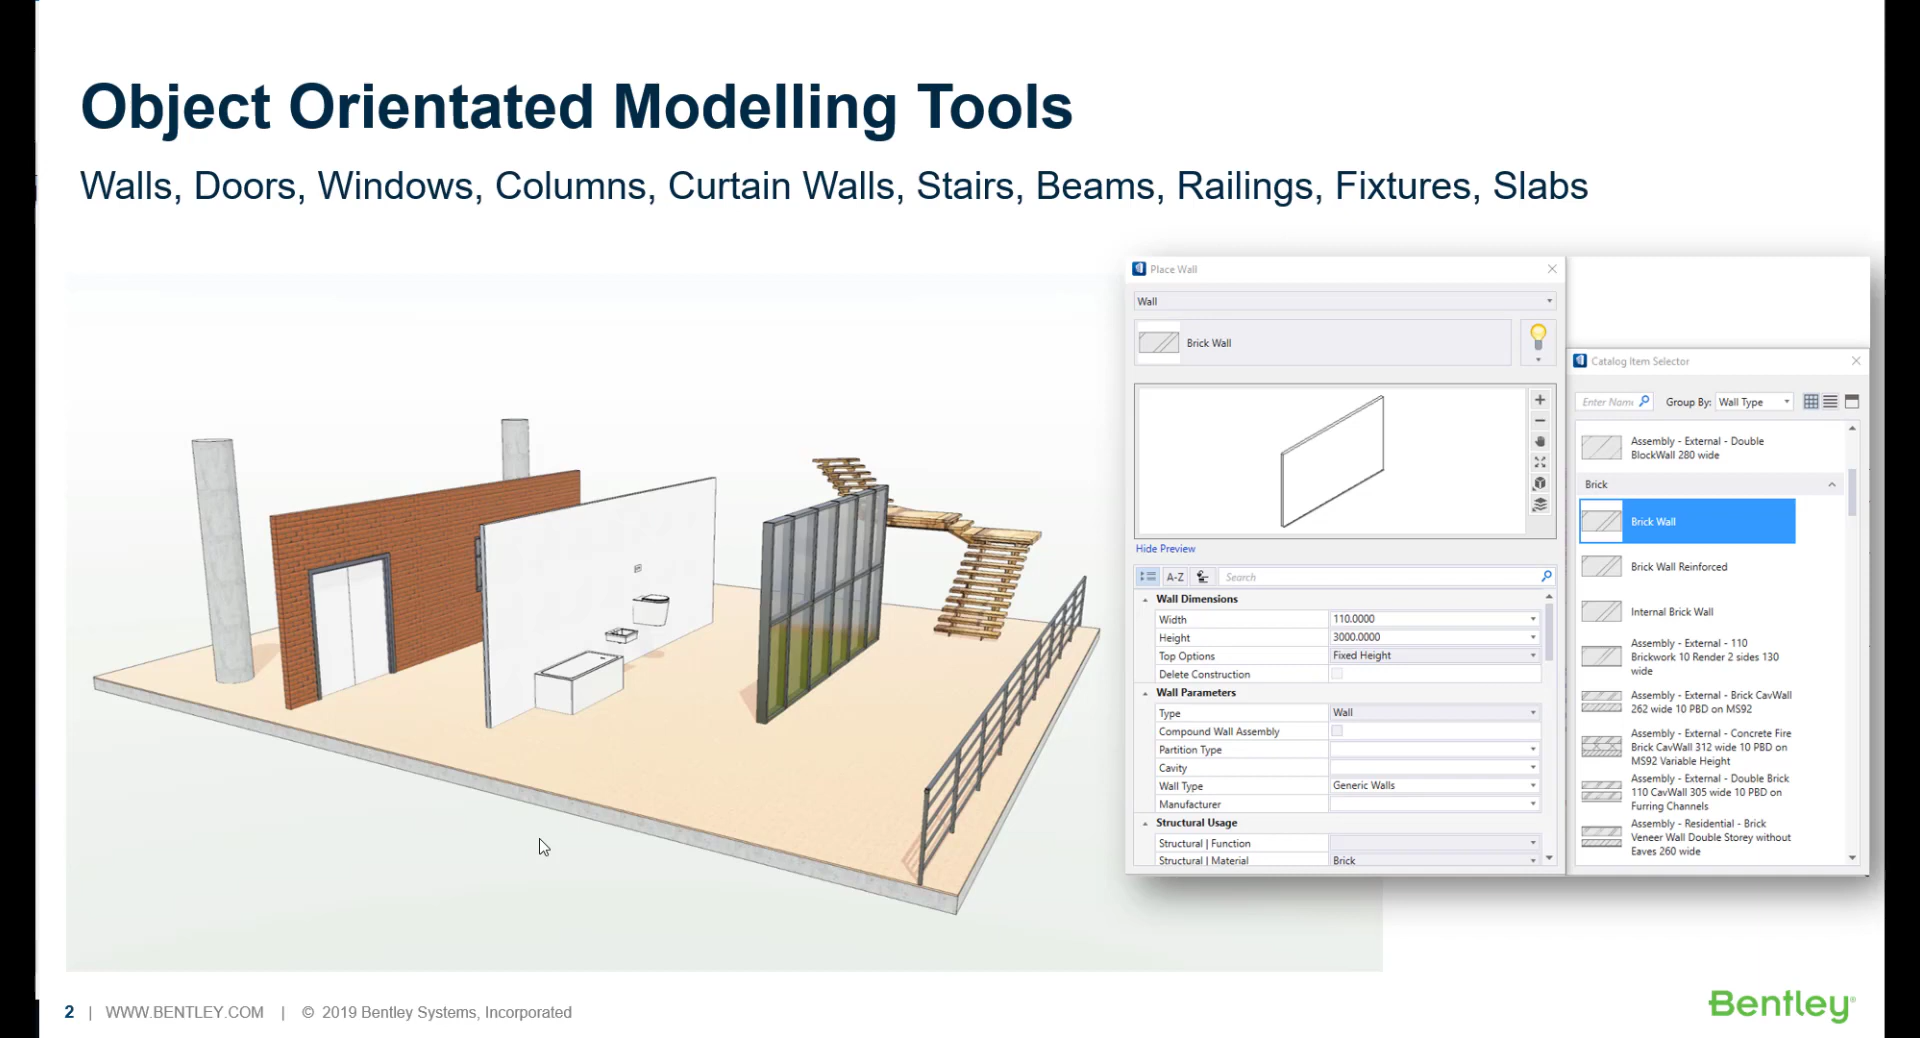 Object Orientated Modelling Tools
Walls, Doors, Windows, Columns, Curtain Walls, Stairs, Beams, Railings, Fixtures, Slabs
Place Wall
Wall
Brick Wall
Hide Preview
A-Z
Search
Wall Dimensions
Width 110.0000
Height 3000.0000
Top Options Fixed Height
Delete Construction
Wall Parameters
Type Wall
Compound Wall Assembly
Partition Type
Cavity
Wall Type Generic Walls
Manufacturer
Structural Usage
Structural | Function
Structural | Material Brick
Catalog Item Selector
Enter Name Group By: Wall Type
Assembly - External - Double
BlockWall 280 wide
Brick
Brick Wall
Brick Wall Reinforced
Internal Brick Wall
Assembly - External - 110
Brickwork 10 Render 2 sides 130
wide
Assembly - External - Brick CavWall
262 wide 10 PBD on MS92
Assembly - External - Concrete Fire
Brick CavWall 312 wide 10 PBD on
MS92 Variable Height
Assembly - External - Double Brick
110 CavWall 305 wide 10 PBD on
Furring Channels
Assembly - Residential - Brick
Veneer Wall Double Storey without
Eaves 260 wide
2 | WWW.BENTLEY.COM | © 2019 Bentley Systems, Incorporated
Bentley®